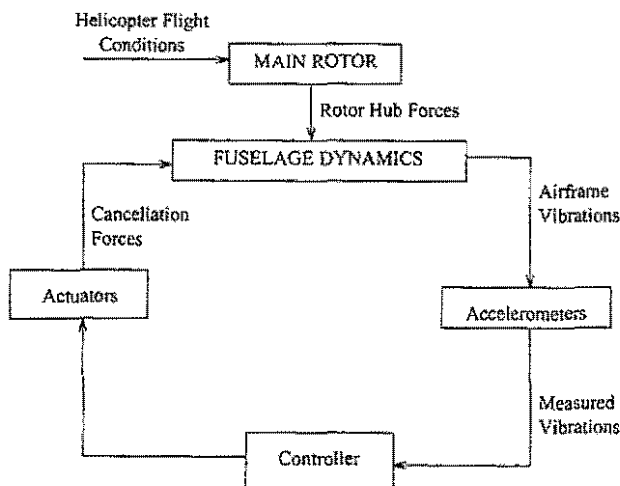 Helicopter Flight
Conditions
MAIN ROTOR
Rotor Hub Forces
FUSELAGE DYNAMICS
Cancellation
Forces
Airframe
Vibrations
Actuators
Accelerometers
Measured
Vibrations
Controller